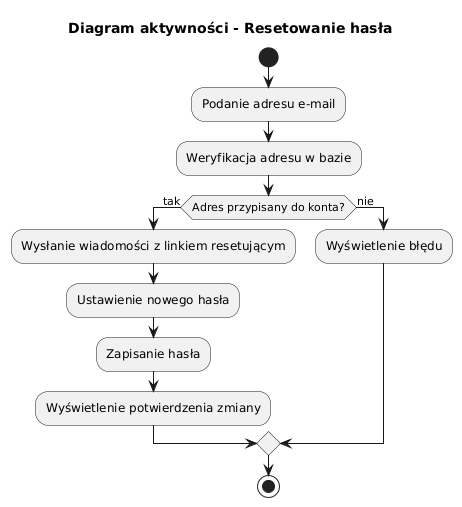 Diagram aktywności - Resetowanie hasła
Podanie adresu e-mail
Weryfikacja adresu w bazie
tak
Adres przypisany do konta?
nie
Wysłanie wiadomości z linkiem resetującym
Wyświetlenie błędu
Ustawienie nowego hasła
Zapisanie hasła
Wyświetlenie potwierdzenia zmiany